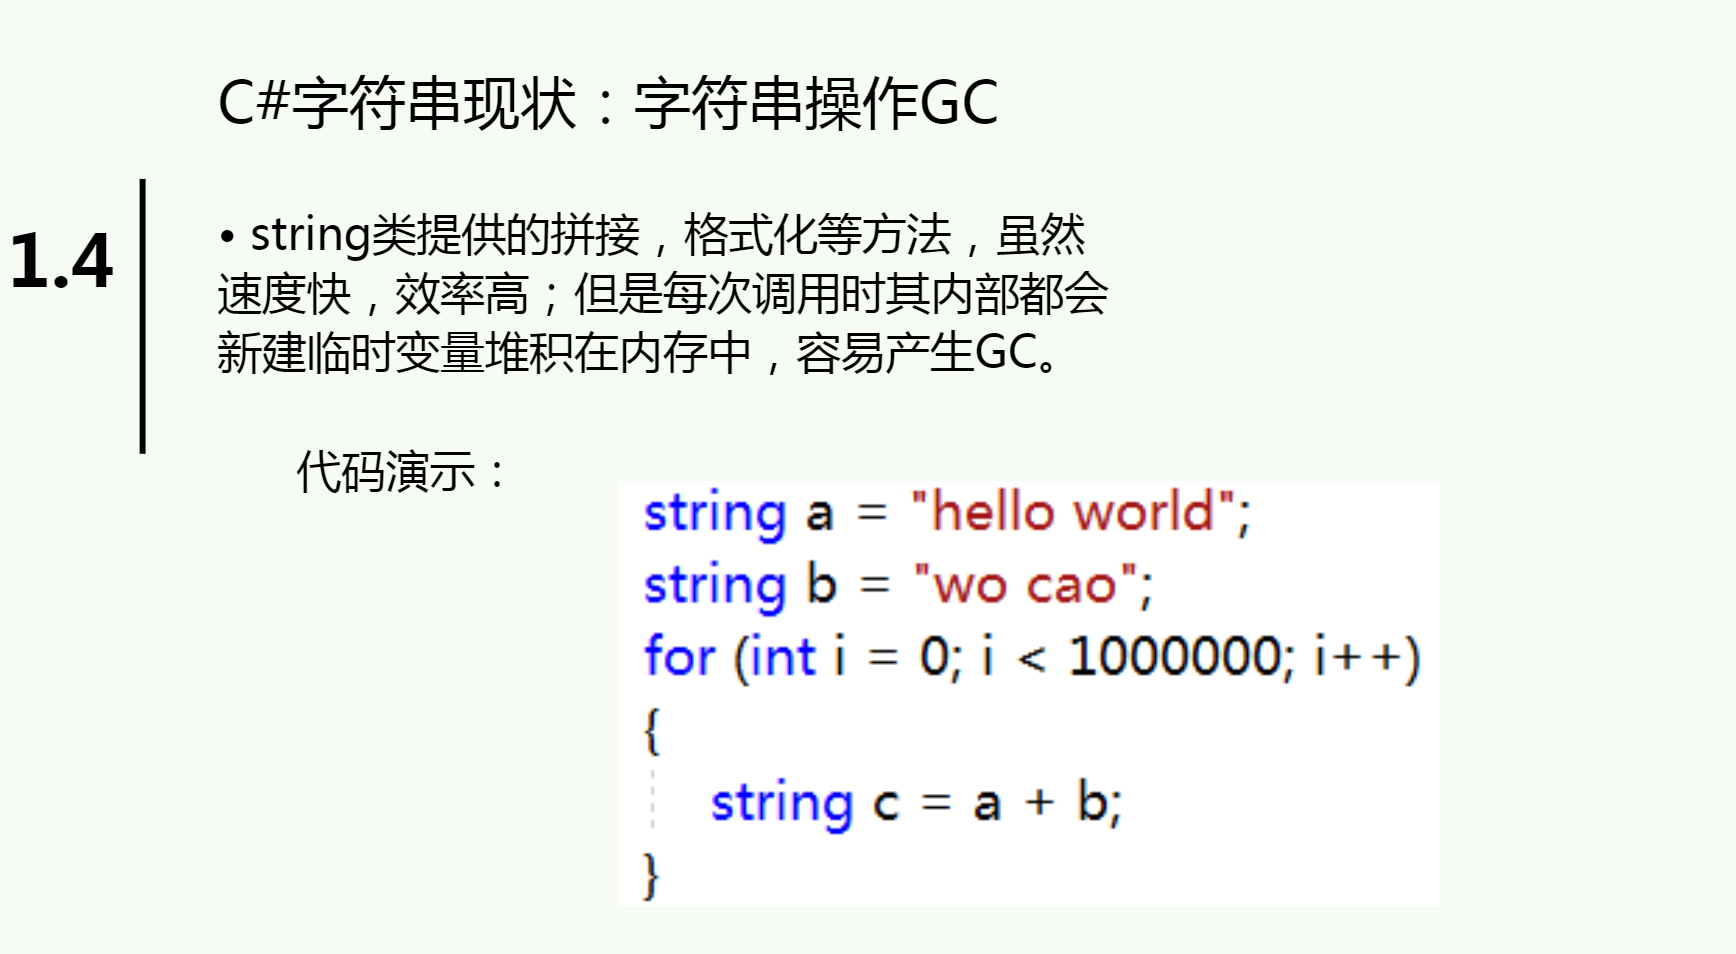 C#字符串现状：字符串操作GC
1.4
• string类提供的拼接，格式化等方法，虽然
速度快，效率高；但是每次调用时其内部都会
新建临时变量堆积在内存中，容易产生GC。
代码演示：
string a = "hello world";
string b = "wo cao";
for (int i = 0; i < 1000000; i++)
{
string c = a + b;
}